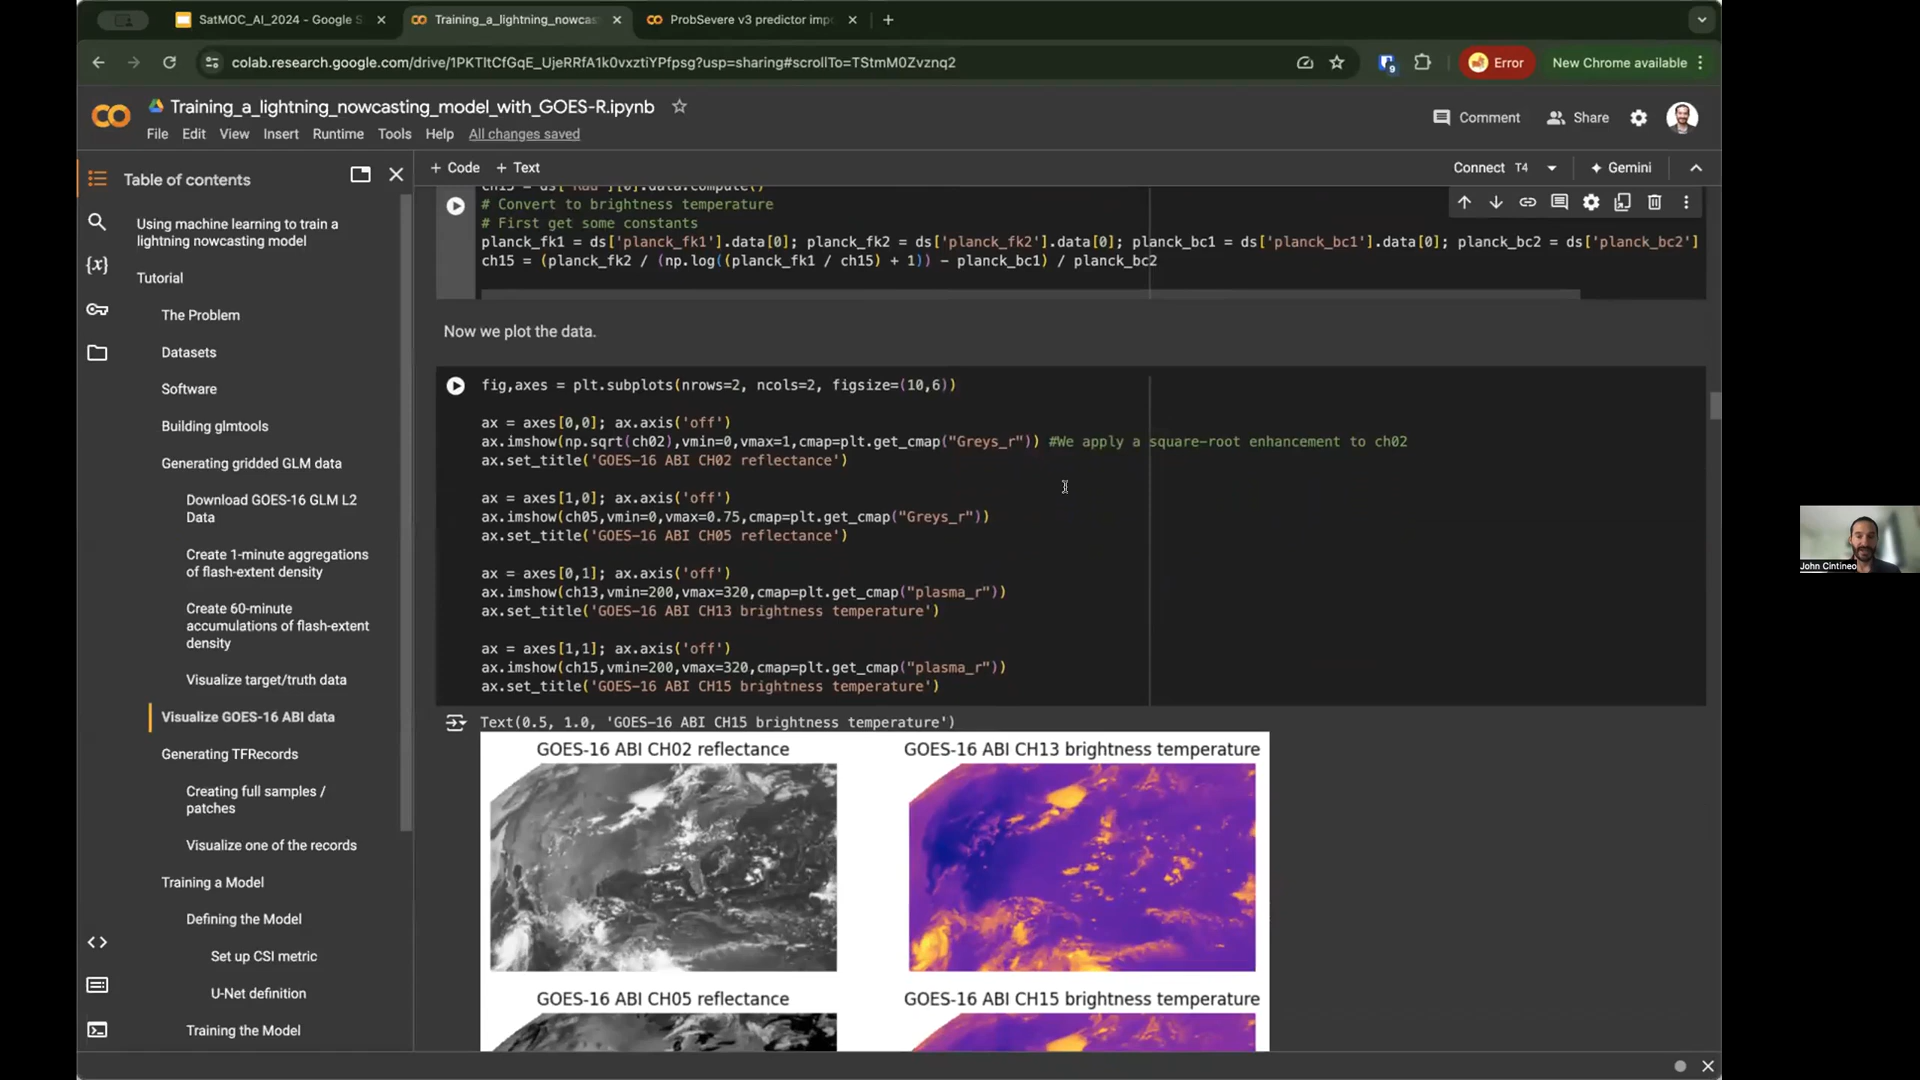 SatMOC_AI_2024 - Google S
Training_a_lightning_nowcas
ProbSevere v3 predictor imp
colab.research.google.com/drive/1PKTltCfGqE_UjeRRfA1k0vxztiYPfpsg?usp=sharing#scrollTo=TStmM0Zvznq2
9
Error
New Chrome available
Training_a_lightning_nowcasting_model_with_GOES-R.ipynb
Comment
Share
File Edit View Insert Runtime Tools Help All changes saved
Table of contents
+ Code + Text
Connect T4
Gemini
Using machine learning to train a
lightning nowcasting model
Tutorial
The Problem
Datasets
Software
Building glmtools
Generating gridded GLM data
Download GOES-16 GLM L2
Data
Create 1-minute aggregations
of flash-extent density
Create 60-minute
accumulations of flash-extent
density
Visualize target/truth data
Visualize GOES-16 ABI data
Generating TFRecords
Creating full samples /
patches
Visualize one of the records
Training a Model
Defining the Model
Set up CSI metric
U-Net definition
Training the Model
ch15 = ds['Rad'][0].data.compute()
# Convert to brightness temperature
# First get some constants
planck_fk1 = ds['planck_fk1'].data[0]; planck_fk2 = ds['planck_fk2'].data[0]; planck_bc1 = ds['planck_bc1'].data[0]; planck_bc2 = ds['planck_bc2']
ch15 = (planck_fk2 / (np.log((planck_fk1 / ch15) + 1)) - planck_bc1) / planck_bc2
Now we plot the data.
fig,axes = plt.subplots(nrows=2, ncols=2, figsize=(10,6))
ax = axes[0,0]; ax.axis('off')
ax.imshow(np.sqrt(ch02),vmin=0,vmax=1,cmap=plt.get_cmap("Greys_r")) #We apply a square-root enhancement to ch02
ax.set_title('GOES-16 ABI CH02 reflectance')
ax = axes[1,0]; ax.axis('off')
ax.imshow(ch05,vmin=0,vmax=0.75,cmap=plt.get_cmap("Greys_r"))
ax.set_title('GOES-16 ABI CH05 reflectance')
ax = axes[0,1]; ax.axis('off')
ax.imshow(ch13,vmin=200,vmax=320,cmap=plt.get_cmap("plasma_r"))
ax.set_title('GOES-16 ABI CH13 brightness temperature')
ax = axes[1,1]; ax.axis('off')
ax.imshow(ch15,vmin=200,vmax=320,cmap=plt.get_cmap("plasma_r"))
ax.set_title('GOES-16 ABI CH15 brightness temperature')
Text(0.5, 1.0, 'GOES-16 ABI CH15 brightness temperature')
GOES-16 ABI CH02 reflectance
GOES-16 ABI CH13 brightness temperature
GOES-16 ABI CH05 reflectance
GOES-16 ABI CH15 brightness temperature
John Cintineo